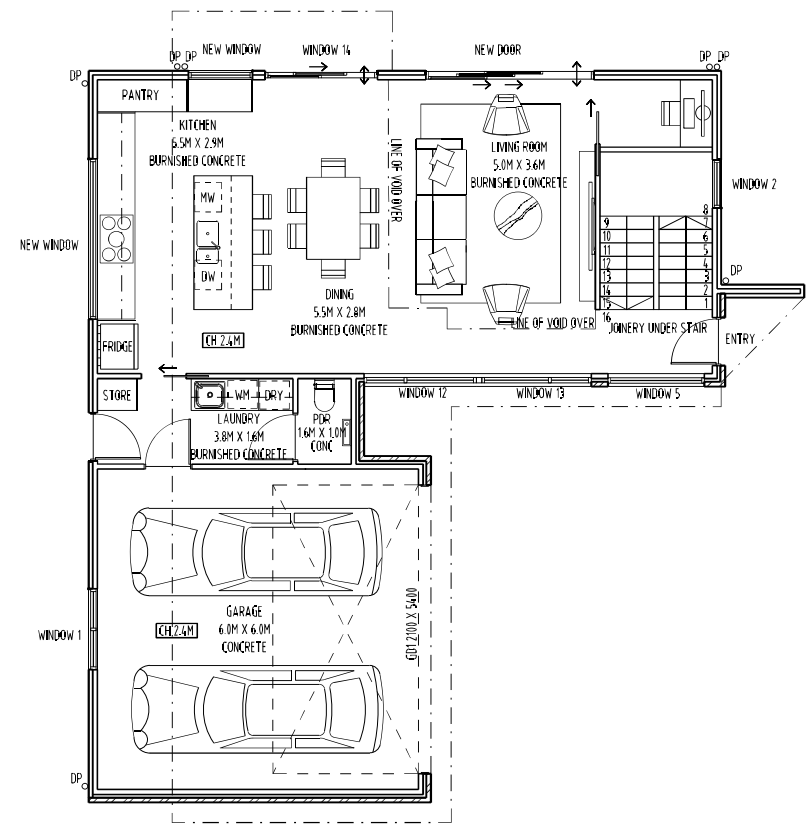 NEW WINDOW
WINDOW 14
NEW DOOR
DP DP
DP DP
DP
PANTRY
KITCHEN
5.5M X 2.9M
BURNISHED CONCRETE
LINE OF VOID OVER
LIVING ROOM
5.0M X 3.6M
BURNISHED CONCRETE
WINDOW 2
MW
DW
NEW WINDOW
8
9
7
10
6
11
5
12
4
13
3
14
2
15
1
16
DP
DINING
5.5M X 2.8M
BURNISHED CONCRETE
LINE OF VOID OVER
JOINERY UNDER STAIR
ENTRY
CH 2.4M
FRIDGE
STORE
WM
DRY
WINDOW 12
WINDOW 13
WINDOW 5
LAUNDRY
3.8M X 1.6M
BURNISHED CONCRETE
PDR
1.6M X 1.0M
CONC
GARAGE
6.0M X 6.0M
CONCRETE
CH 2.4M
GD1 2100 X 5400
WINDOW 1
DP